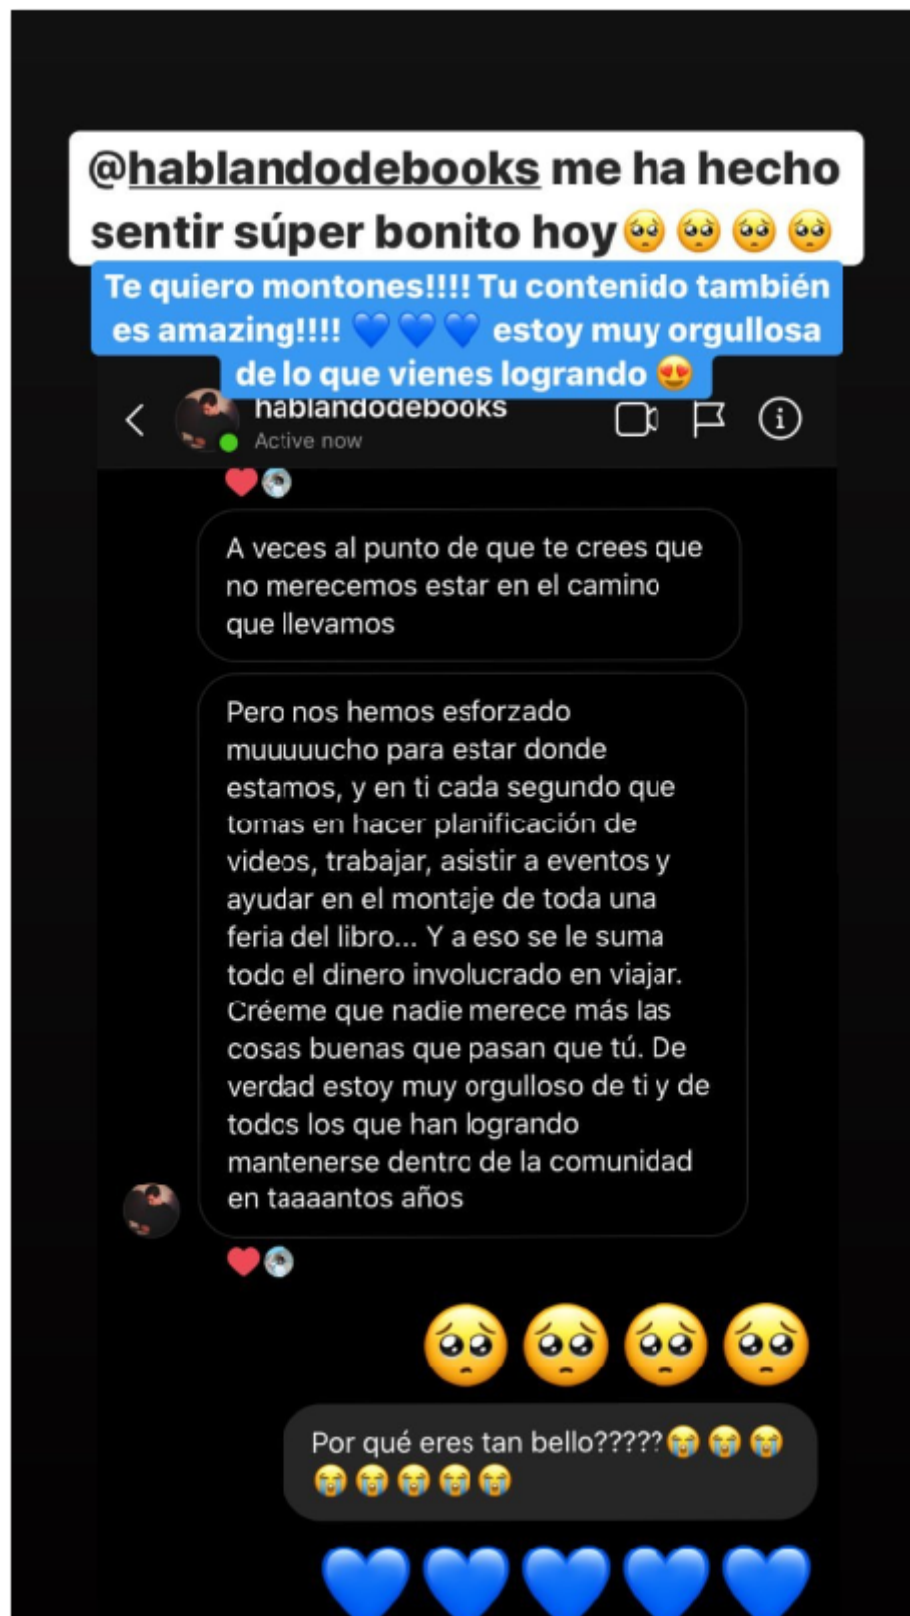 @hablandodebooks me ha hecho
sentir súper bonito hoy🥺🥺🥺🥺
Te quiero montones!!!! Tu contenido también
es amazing!!!! 💙💙💙 estoy muy orgullosa
de lo que vienes logrando 😍
hablandodebooks
Active now
A veces al punto de que te crees que
no merecemos estar en el camino
que llevamos
Pero nos hemos esforzado
muuuuucho para estar donde
estamos, y en ti cada segundo que
tomas en hacer planificación de
videos, trabajar, asistir a eventos y
ayudar en el montaje de toda una
feria del libro... Y a eso se le suma
todo el dinero involucrado en viajar.
Créeme que nadie merece más las
cosas buenas que pasan que tú. De
verdad estoy muy orgulloso de ti y de
todos los que han logrando
mantenerse dentro de la comunidad
en taaaantos años
🥺🥺🥺🥺
Por qué eres tan bello?????😭😭😭
😭😭😭😭😭
💙💙💙💙💙